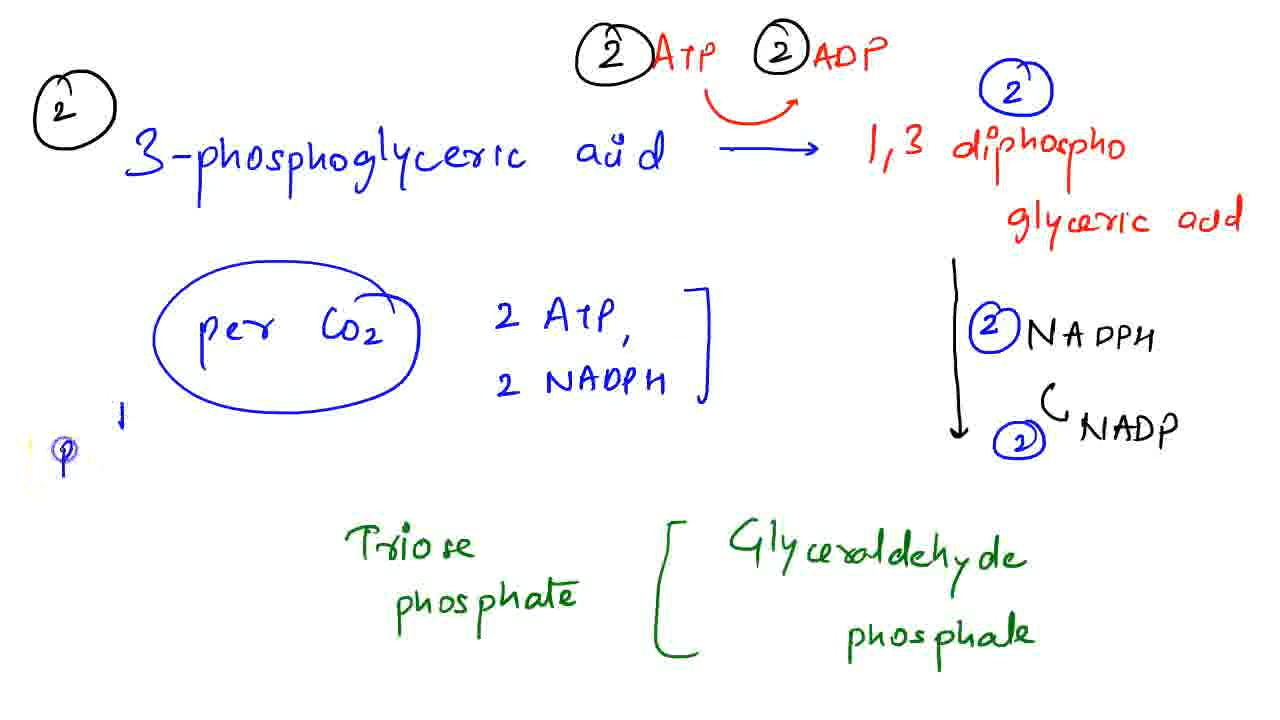 2 ATP 2 ADP
2
2
3-phosphoglyceric acid → 1,3 diphospho
glyceric acid
per CO2
2 ATP,
2 NADPH
2 NADPH
2 NADP
P
Triose
phosphate
Glyceraldehyde
phosphate